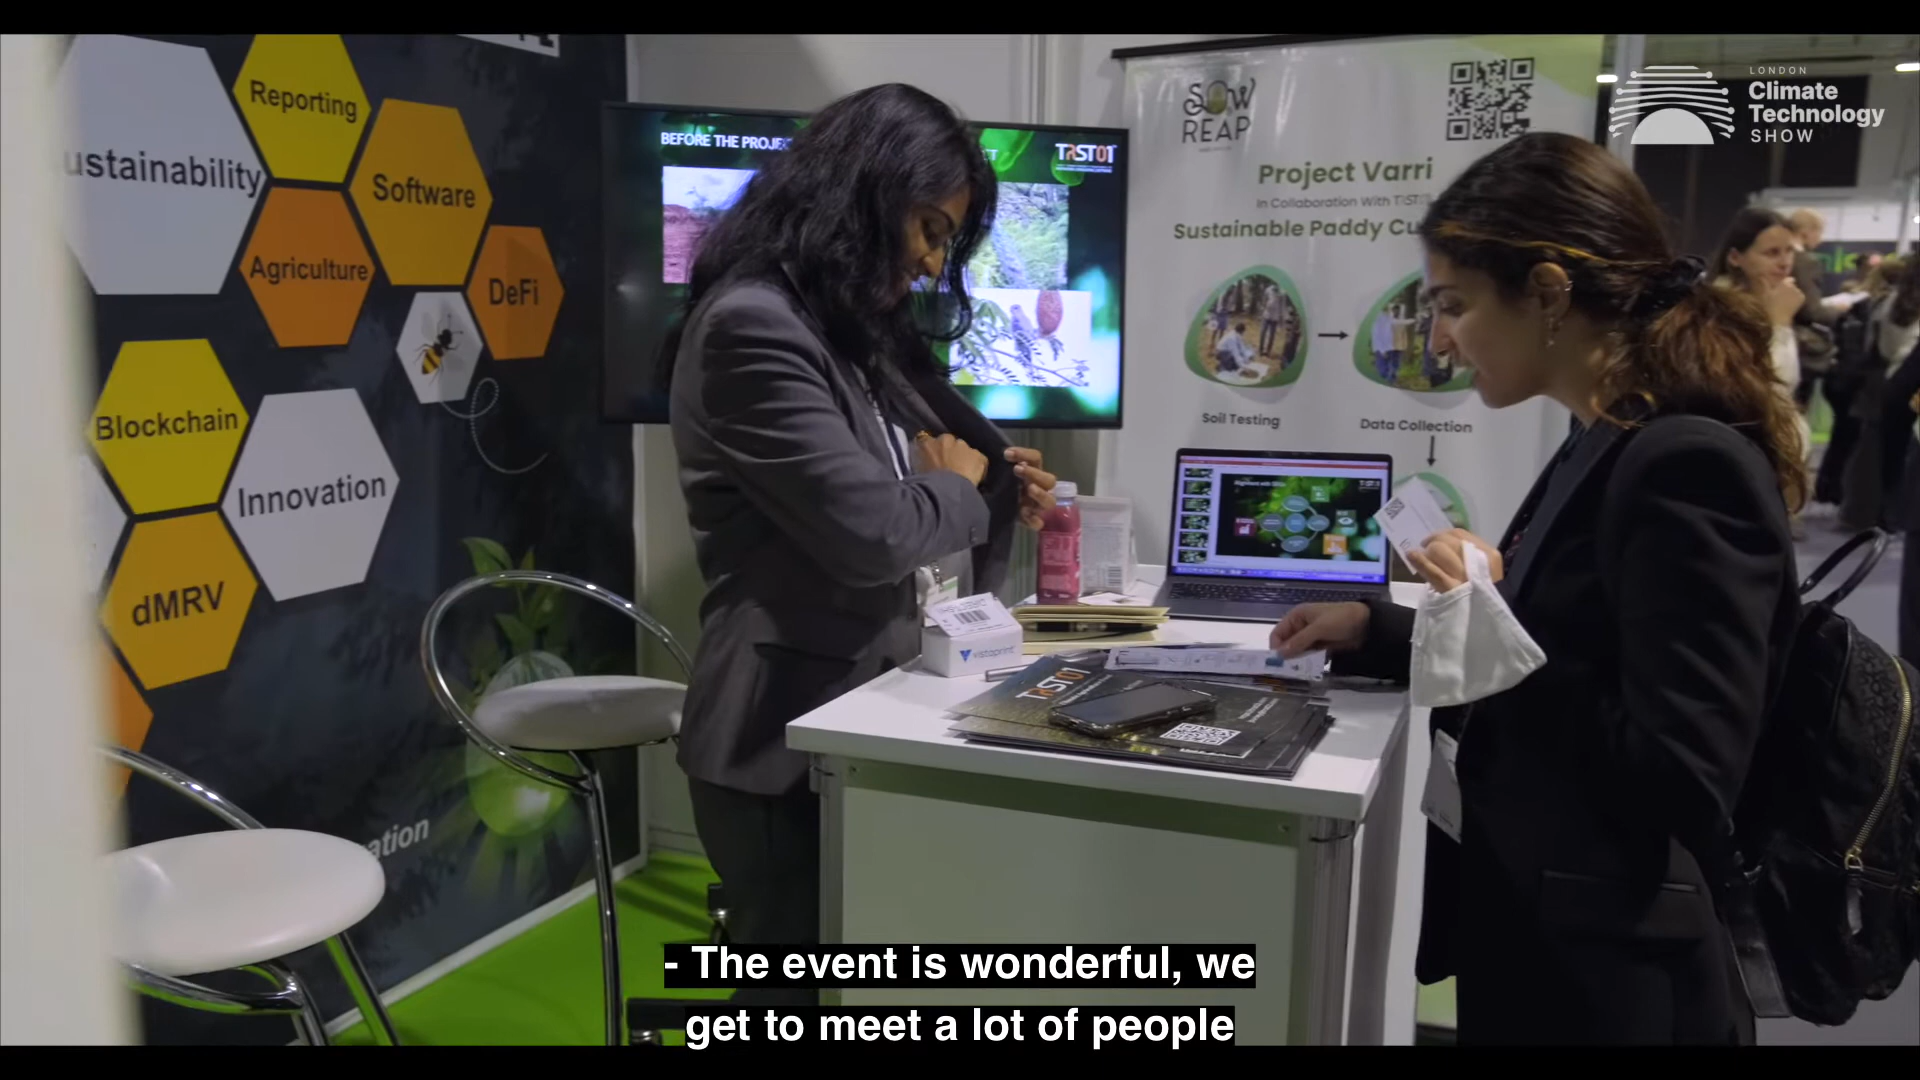 ustainability
Reporting
Software
Agriculture
DeFi
Blockchain
Innovation
dMRV
ation
BEFORE THE PROJE
CT
TRST01
SOW
REAP
Project Varri
In Collaboration With TRST
Sustainable Paddy Cu
Soil Testing
Data Collection
LONDON
Climate
Technology
SHOW
vistaprint
TRST01
- The event is wonderful, we
get to meet a lot of people